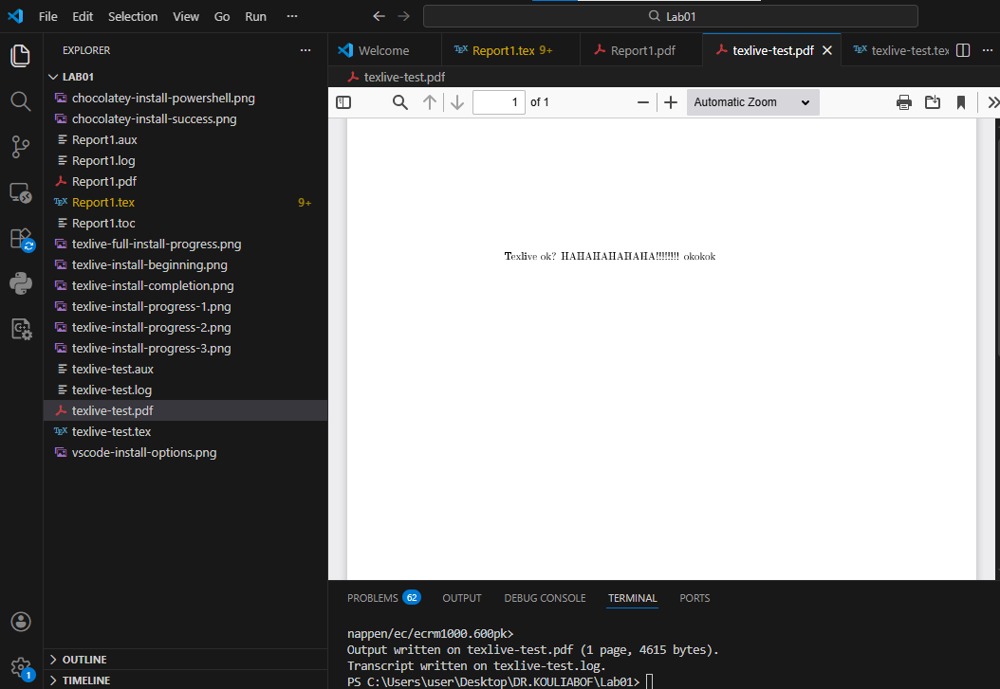 File Edit Selection View Go Run ··· Lab01
EXPLORER ···
LAB01
chocolatey-install-powershell.png
chocolatey-install-success.png
Report1.aux
Report1.log
Report1.pdf
TEX Report1.tex 9+
Report1.toc
texlive-full-install-progress.png
texlive-install-beginning.png
texlive-install-completion.png
texlive-install-progress-1.png
texlive-install-progress-2.png
texlive-install-progress-3.png
texlive-test.aux
texlive-test.log
texlive-test.pdf
TEX texlive-test.tex
vscode-install-options.png
OUTLINE
TIMELINE
1
Welcome TEX Report1.tex 9+ Report1.pdf texlive-test.pdf TEX texlive-test.tex ···
texlive-test.pdf
1 of 1 Automatic Zoom
Texlive ok? HAHAHAHAHAHA!!!!!!!! okokok
PROBLEMS 62 OUTPUT DEBUG CONSOLE TERMINAL PORTS
nappen/ec/ecrm1000.600pk>
Output written on texlive-test.pdf (1 page, 4615 bytes).
Transcript written on texlive-test.log.
PS C:\Users\user\Desktop\DR.KOULIABOF\Lab01>